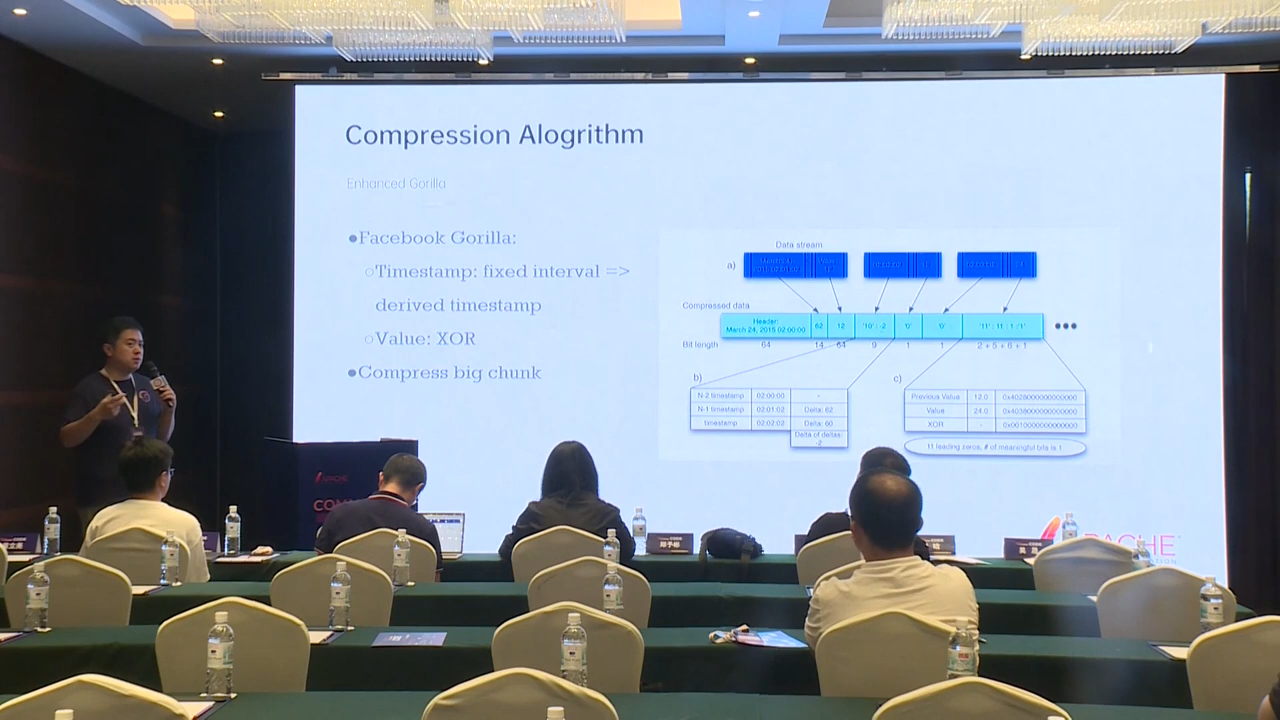 Compression Alogrithm
Enhanced Gorilla
●Facebook Gorilla:
○Timestamp: fixed interval =>
derived timestamp
○Value: XOR
●Compress big chunk
Data stream
a)
Compressed data
Header:
March 24, 2015 02:00:00
62
12
'10' : -2
'0'
'0'
'11' : 11 : 1 :'1'
●●●
Bit length
64
14
64
9
1
1
2 + 5 + 6 + 1
b)
N-2 timestamp 02:00:00 -
N-1 timestamp 02:01:02 Delta: 62
timestamp 02:02:02 Delta: 60
Delta of deltas:
-2
c)
Previous Value 12.0 0x4028000000000000
Value 24.0 0x4038000000000000
XOR - 0x0010000000000000
11 leading zeros, # of meaningful bits is 1
APACHE